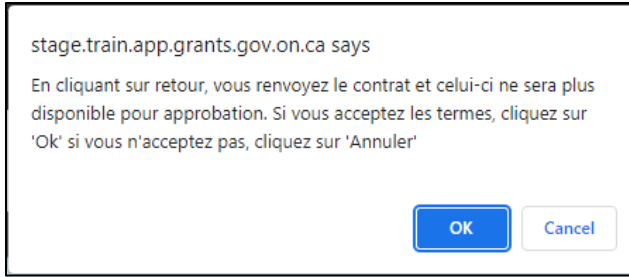 stage.train.app.grants.gov.on.ca says
En cliquant sur retour, vous renvoyez le contrat et celui-ci ne sera plus
disponible pour approbation. Si vous acceptez les termes, cliquez sur
'Ok' si vous n'acceptez pas, cliquez sur 'Annuler'
OK Cancel